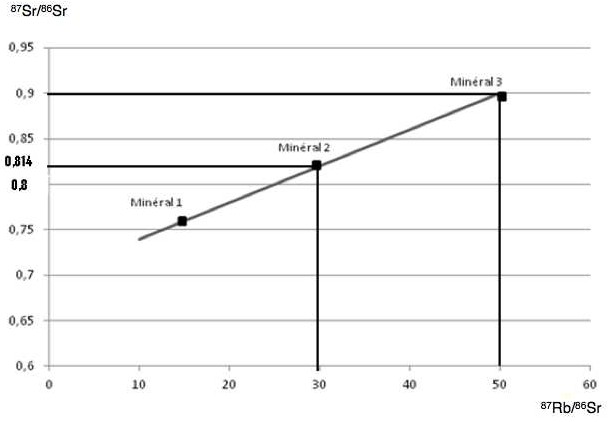 ⁸⁷Sr/⁸⁶Sr
0,95
Minéral 3
0,9
0,85
Minéral 2
0,814
0,8
Minéral 1
0,75
0,7
0,65
0,6
0 10 20 30 40 50 60
⁸⁷Rb/⁸⁶Sr